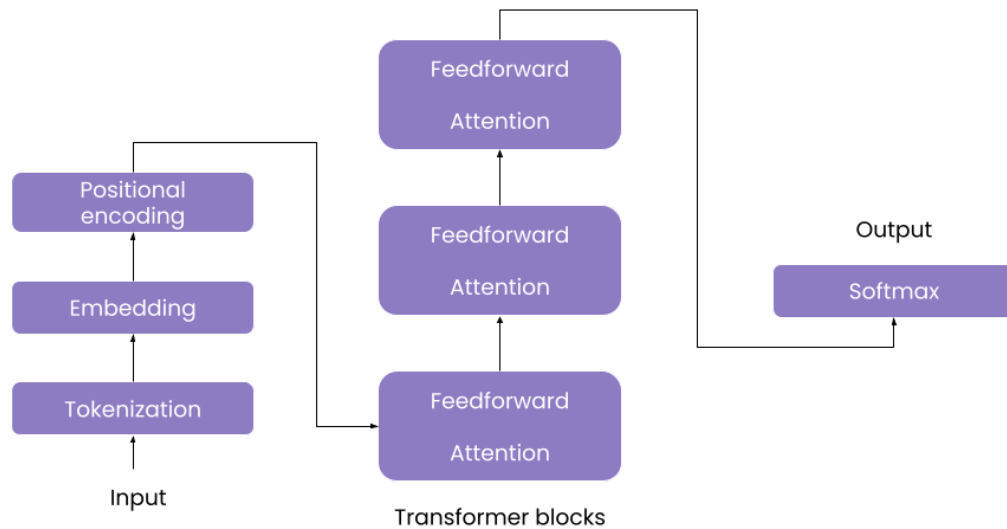 Input
Tokenization
Embedding
Positional
encoding
Transformer blocks
Feedforward
Attention
Feedforward
Attention
Feedforward
Attention
Output
Softmax